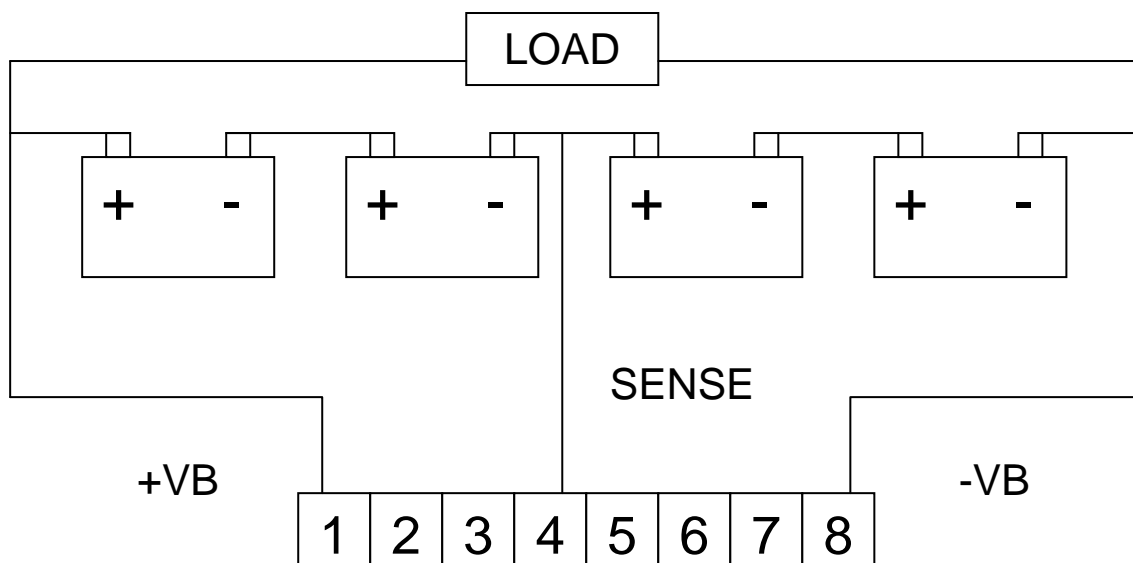 LOAD
+ - + - + - + -
SENSE
+VB -VB
1 2 3 4 5 6 7 8